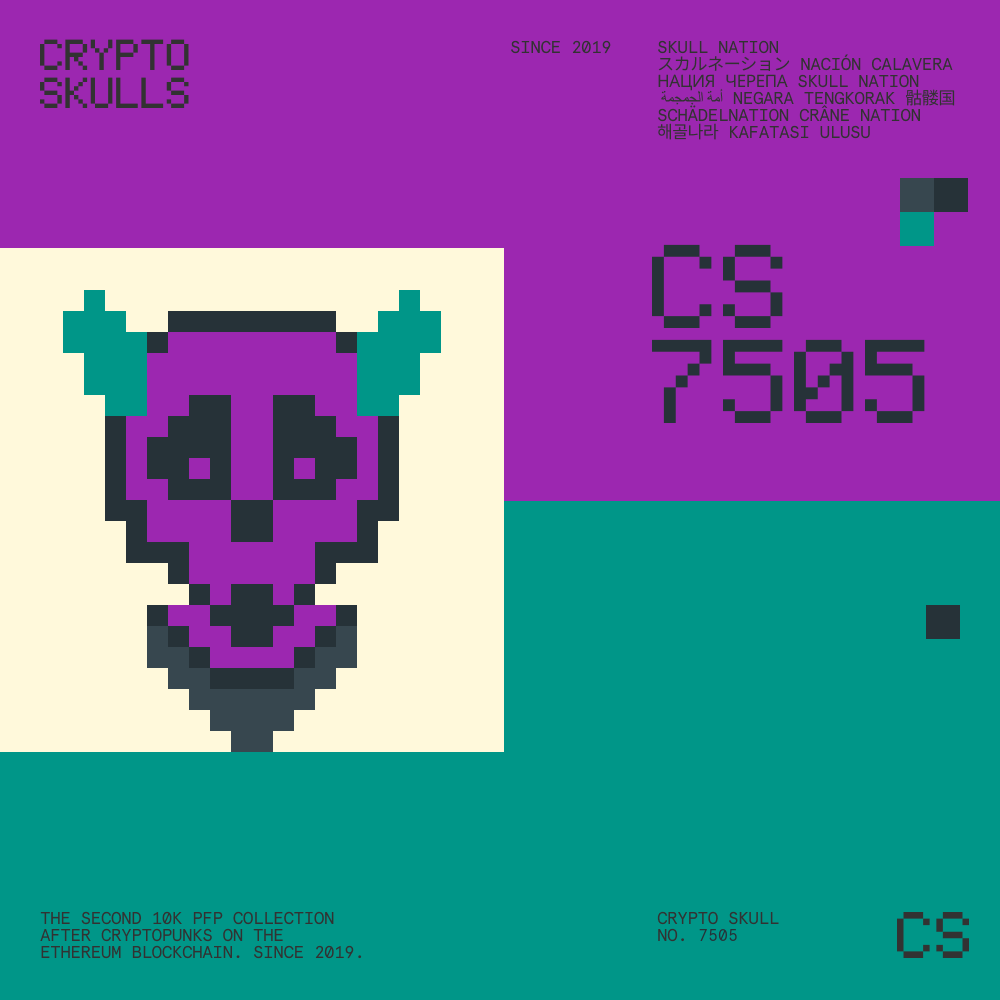 CRYPTO
SKULLS
SINCE 2019
SKULL NATION
スカルネーション NACIÓN CALAVERA
НАЦИЯ ЧЕРЕПА SKULL NATION
أمة الجمجمة NEGARA TENGKORAK 骷髅国
SCHÄDELNATION CRÂNE NATION
해골나라 KAFATASI ULUSU
CS
7505
THE SECOND 10K PFP COLLECTION
AFTER CRYPTOPUNKS ON THE
ETHEREUM BLOCKCHAIN. SINCE 2019.
CRYPTO SKULL
NO. 7505
CS